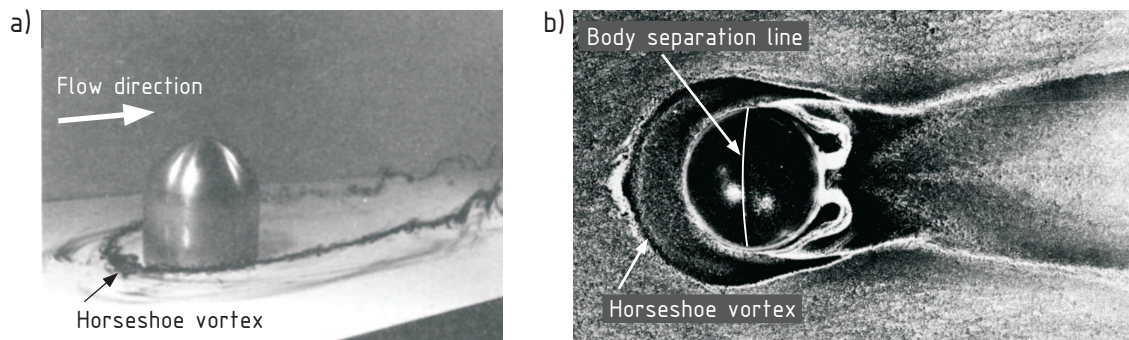 a)
Flow direction
Horseshoe vortex
b)
Body separation line
Horseshoe vortex